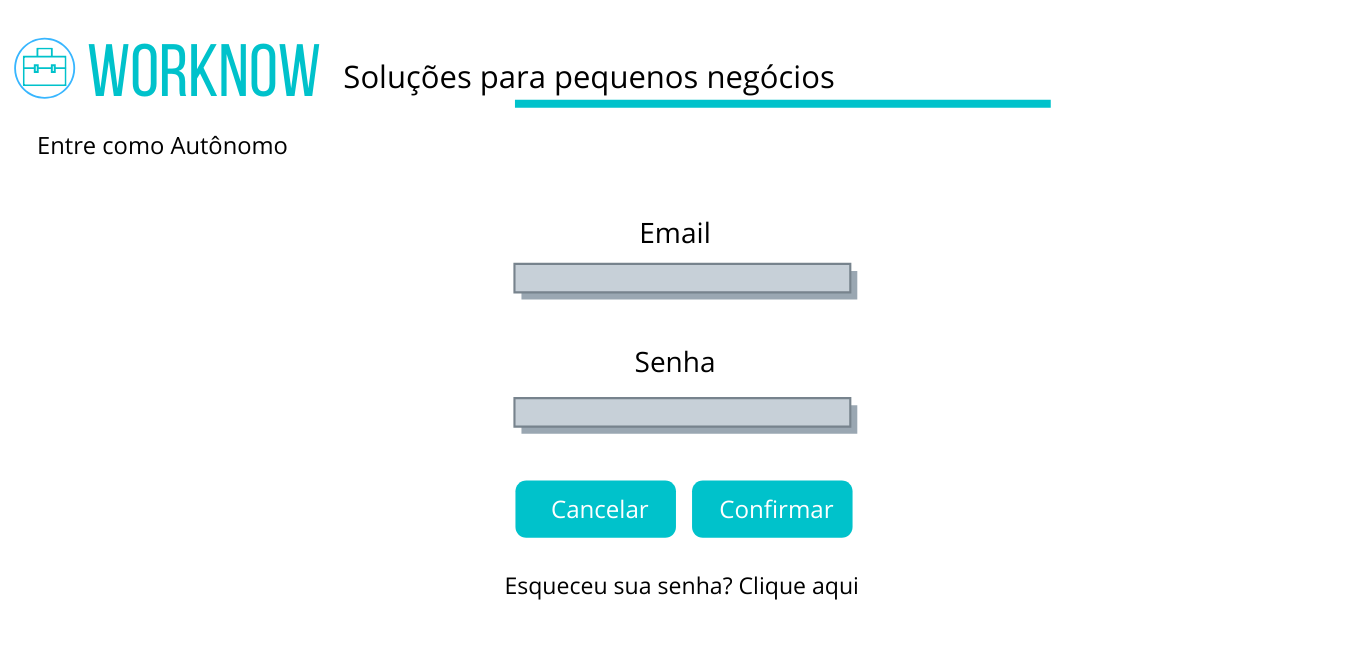 WORKNOW Soluções para pequenos negócios
Entre como Autônomo
Email
Senha
Cancelar Confirmar
Esqueceu sua senha? Clique aqui